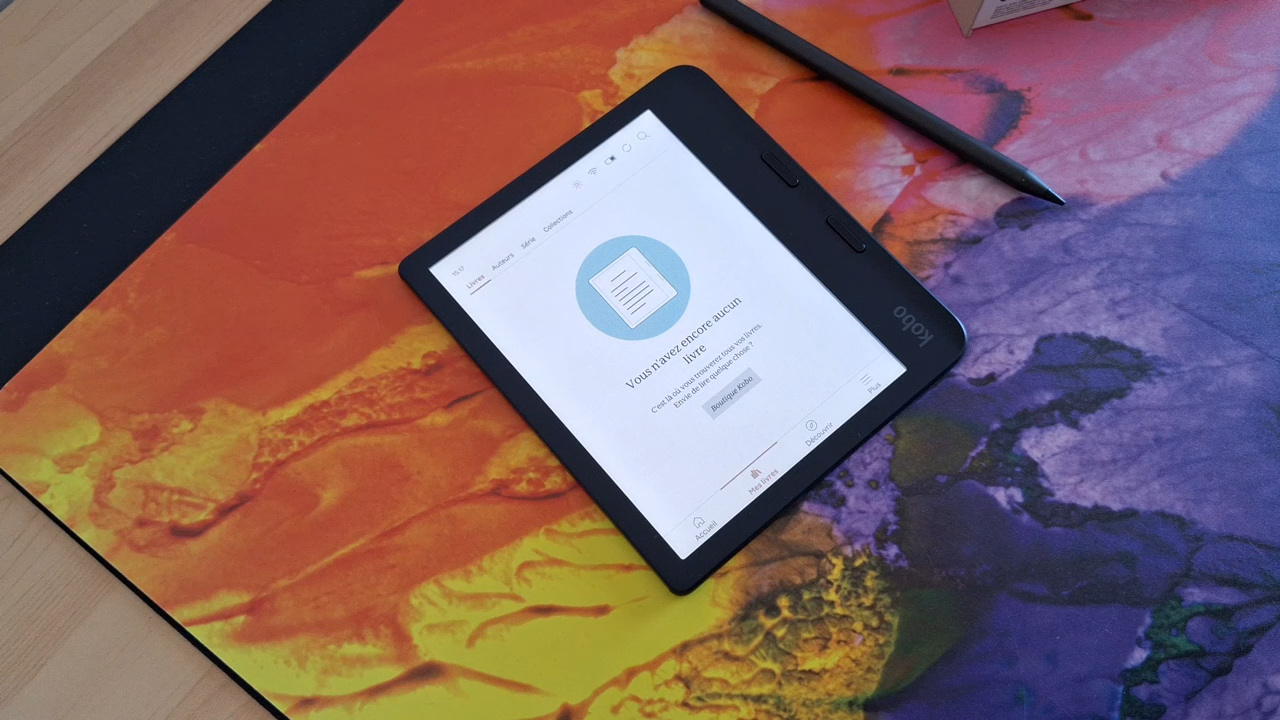 15:17
Livres Auteurs Série Collections
Vous n'avez encore aucun
livre
C'est là où vous trouverez tous vos livres.
Envie de lire quelque chose ?
Boutique Kobo
Accueil Mes livres Découvrir Plus
kobo